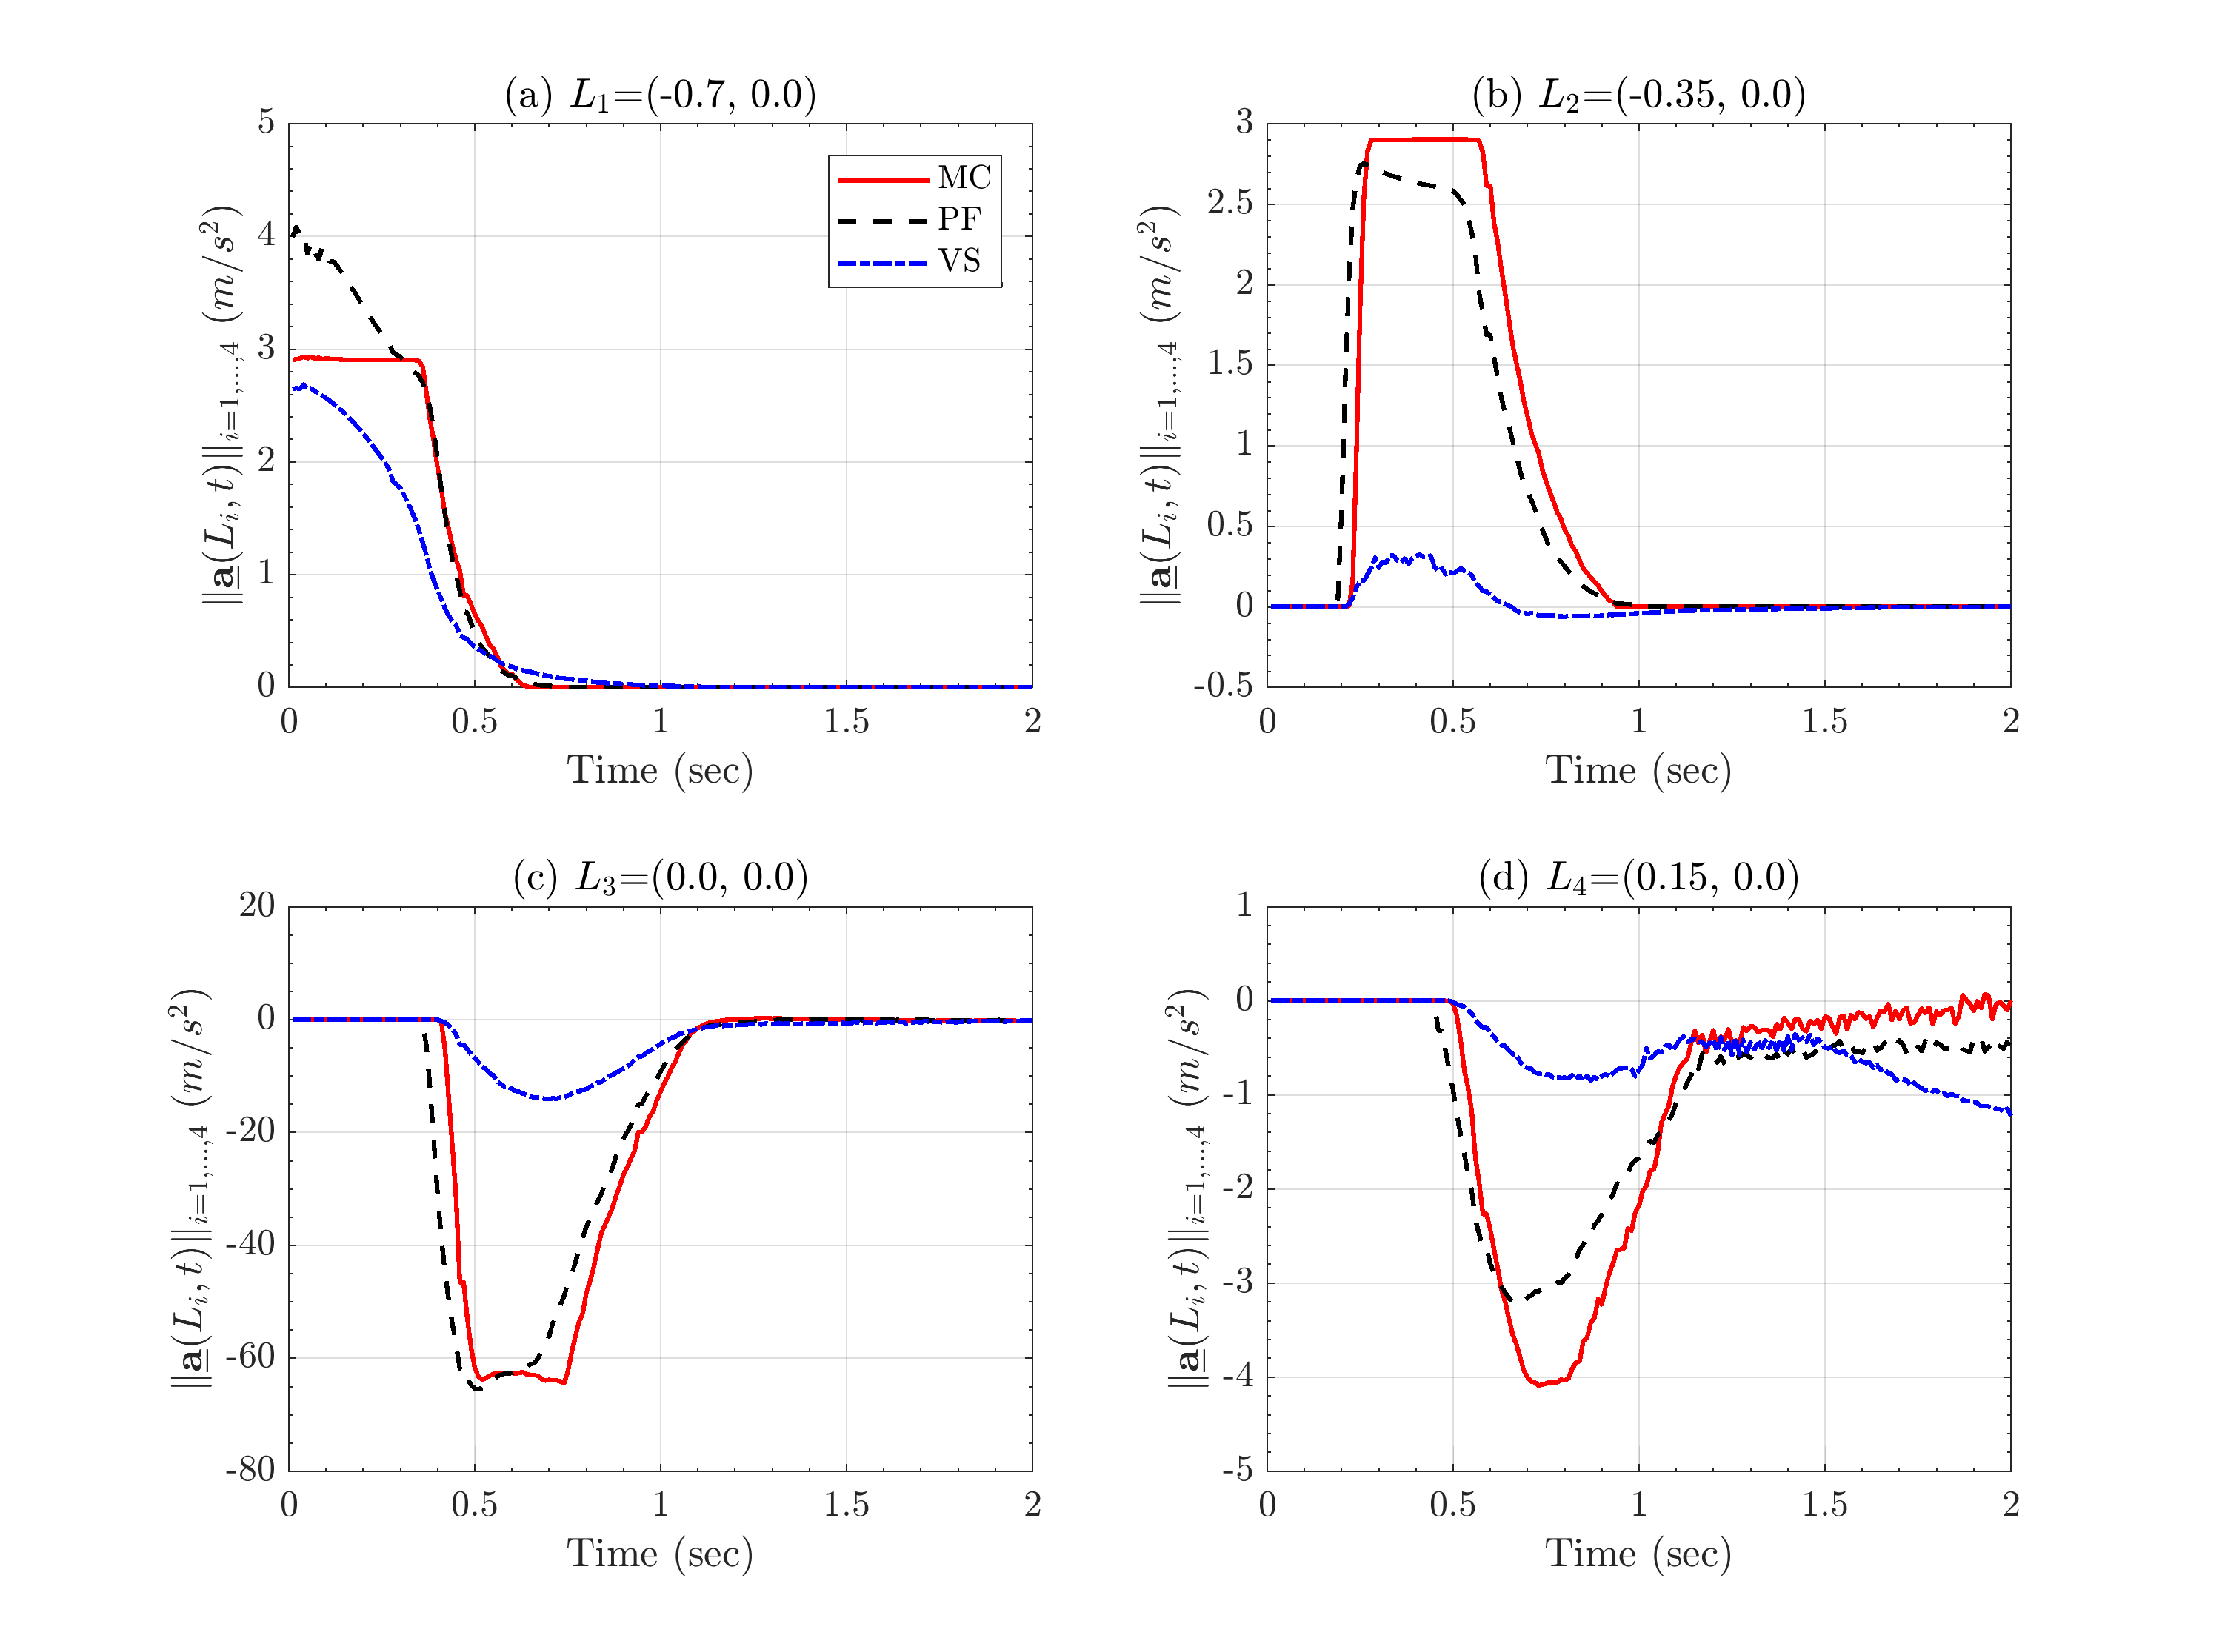 (a) L₁=(-0.7, 0.0)
5
4
3
2
1
0
||a̲(Lᵢ, t)||ᵢ₌₁,...,₄ (m/s²)
MC
PF
VS
0 0.5 1 1.5 2
Time (sec)
(b) L₂=(-0.35, 0.0)
3
2.5
2
1.5
1
0.5
0
-0.5
||a̲(Lᵢ, t)||ᵢ₌₁,...,₄ (m/s²)
0 0.5 1 1.5 2
Time (sec)
(c) L₃=(0.0, 0.0)
20
0
-20
-40
-60
-80
||a̲(Lᵢ, t)||ᵢ₌₁,...,₄ (m/s²)
0 0.5 1 1.5 2
Time (sec)
(d) L₄=(0.15, 0.0)
1
0
-1
-2
-3
-4
-5
||a̲(Lᵢ, t)||ᵢ₌₁,...,₄ (m/s²)
0 0.5 1 1.5 2
Time (sec)